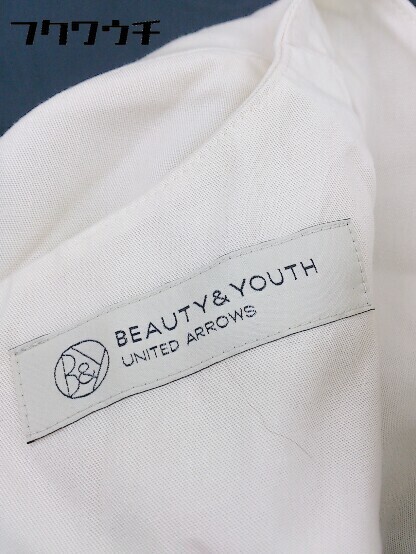 フクワウチ
BEAUTY & YOUTH
UNITED ARROWS
B&Y